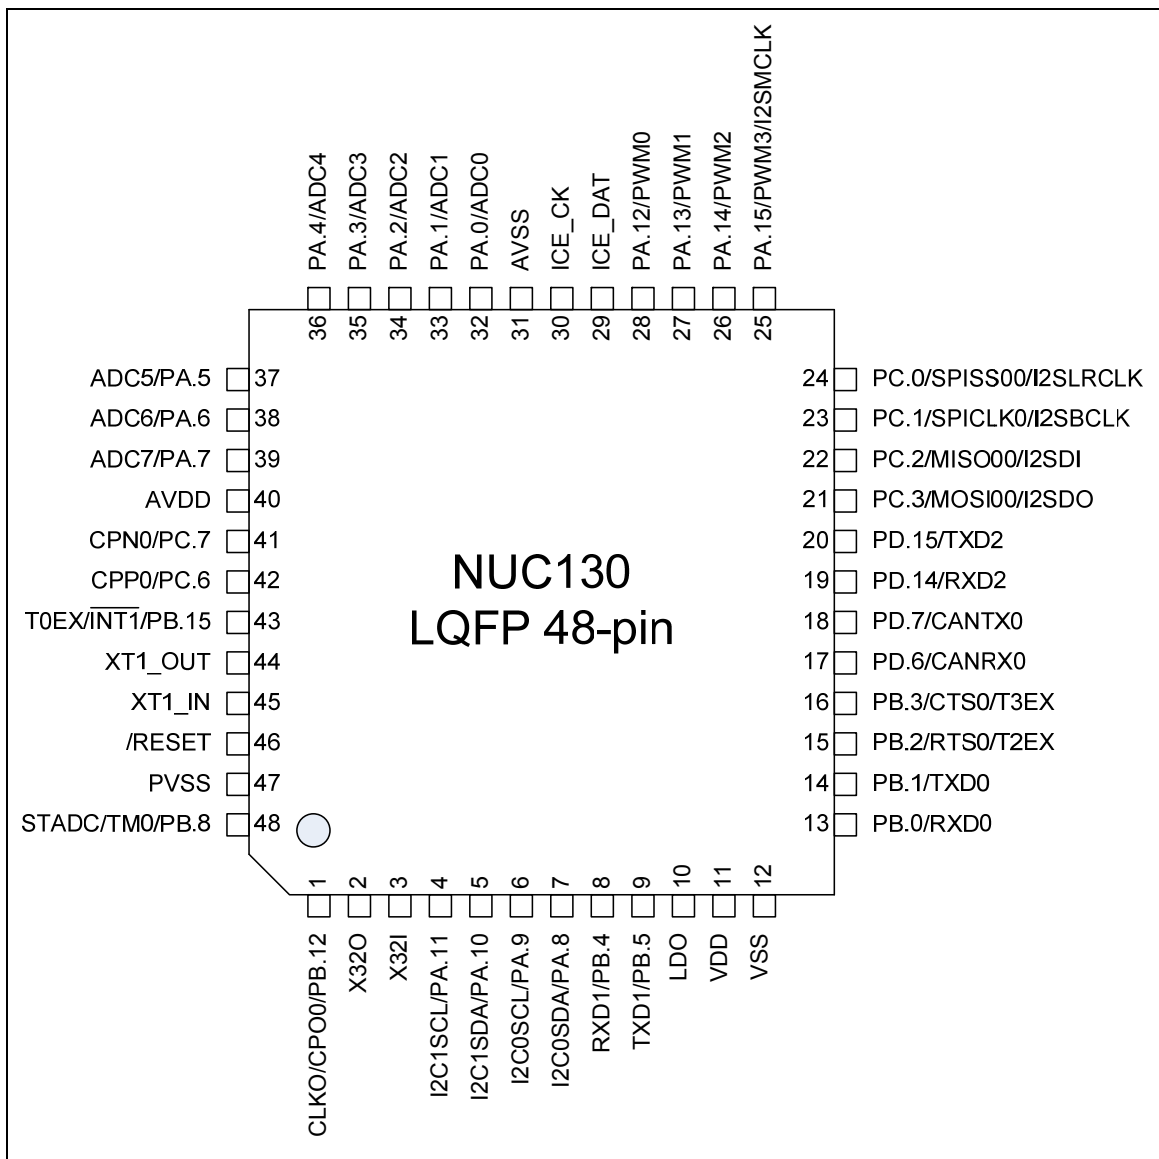 PA.4/ADC4
PA.3/ADC3
PA.2/ADC2
PA.1/ADC1
PA.0/ADC0
AVSS
ICE_CK
ICE_DAT
PA.12/PWM0
PA.13/PWM1
PA.14/PWM2
PA.15/PWM3/I2SMCLK
36
35
34
33
32
31
30
29
28
27
26
25
ADC5/PA.5 37
ADC6/PA.6 38
ADC7/PA.7 39
AVDD 40
CPN0/PC.7 41
CPP0/PC.6 42
T0EX/INT1/PB.15 43
XT1_OUT 44
XT1_IN 45
/RESET 46
PVSS 47
STADC/TM0/PB.8 48
NUC130
LQFP 48-pin
24 PC.0/SPISS00/I2SLRCLK
23 PC.1/SPICLK0/I2SBCLK
22 PC.2/MISO00/I2SDI
21 PC.3/MOSI00/I2SDO
20 PD.15/TXD2
19 PD.14/RXD2
18 PD.7/CANTX0
17 PD.6/CANRX0
16 PB.3/CTS0/T3EX
15 PB.2/RTS0/T2EX
14 PB.1/TXD0
13 PB.0/RXD0
1
2
3
4
5
6
7
8
9
10
11
12
CLKO/CPO0/PB.12
X32O
X32I
I2C1SCL/PA.11
I2C1SDA/PA.10
I2C0SCL/PA.9
I2C0SDA/PA.8
RXD1/PB.4
TXD1/PB.5
LDO
VDD
VSS